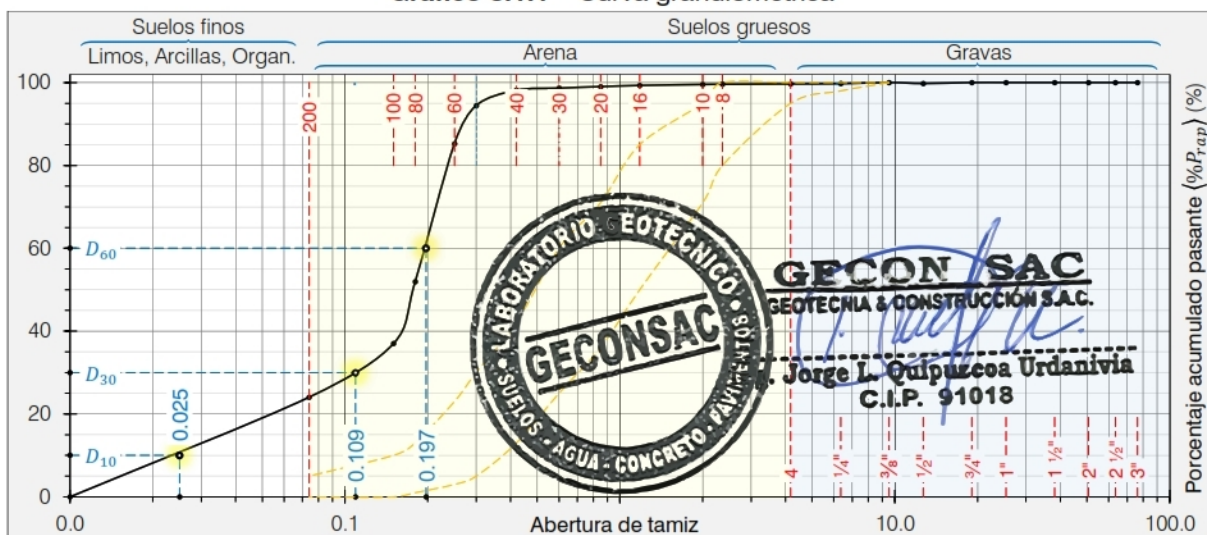 Suelos finos
Suelos gruesos
Limos, Arcillas, Organ.
Arena
Gravas
100
80
60
40
20
0
D60
D30
D10
0.025
0.109
0.197
200
100
80
60
40
30
20
16
10
8
4
1/4"
3/8"
1/2"
3/4"
1"
1 1/2"
2"
2 1/2"
3"
LABORATORIO GEOTECNICO
GECONSAC
SUELOS - AGUA - CONCRETO - PAVIMENTOS
GECON SAC
GEOTECNIA & CONSTRUCCIÓN S.A.C.
Jorge L. Quipuzcoa Urdanivia
C.I.P. 91018
Porcentaje acumulado pasante (%Prap) (%)
0.0
0.1
Abertura de tamiz
10.0
100.0